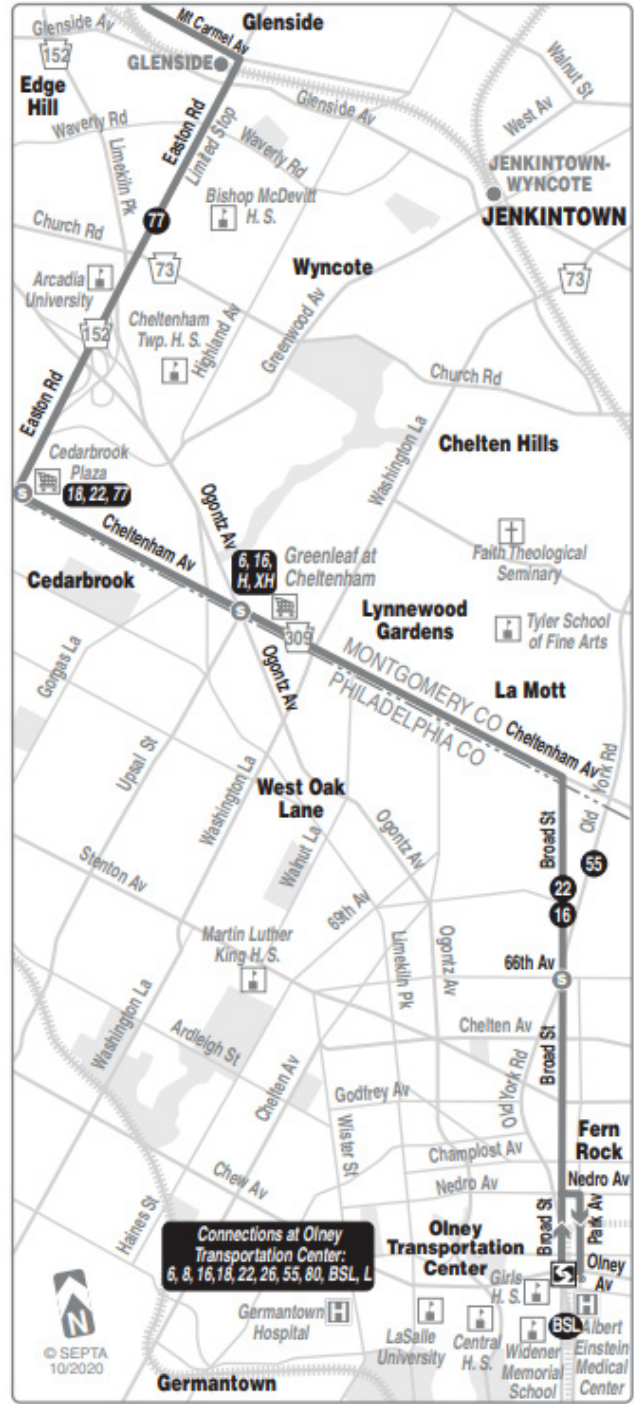 Glenside Av
Mt Carmel Av
Glenside
152
GLENSIDE
Edge
Hill
Easton Rd
Waverly Rd
Limekiln Pk
Limited Stop
Waverly Rd
Glenside Av
Walnut St
West Av
JENKINTOWN-
WYNCOTE
JENKINTOWN
Bishop McDevitt
H. S.
77
Church Rd
73
Wyncote
73
Arcadia
University
152
Cheltenham
Twp. H. S.
Highland Av
Greenwood Av
Church Rd
Easton Rd
Washington La
Chelten Hills
Cedarbrook
Plaza
S
18, 22, 77
Ogontz Av
Cheltenham Av
6, 16,
H, XH
Greenleaf at
Cheltenham
Faith Theological
Seminary
Cedarbrook
S
309
Lynnewood
Gardens
Tyler School
of Fine Arts
Gorgas La
Ogontz Av
MONTGOMERY CO
PHILADELPHIA CO
La Mott
Cheltenham Av
Upsal St
Washington La
West Oak
Lane
Old York Rd
Broad St
55
22
16
Stenton Av
Walnut La
Ogontz Av
69th Av
Martin Luther
King H. S.
Limekiln Pk
Ogontz Av
66th Av
S
Washington La
Ardleigh St
Chelten Av
Chelten Av
Broad St
Old York Rd
Godfrey Av
Wister St
Champlost Av
Fern
Rock
Chew Av
Nedro Av
Nedro Av
Haines St
Broad St
Park Av
Connections at Olney
Transportation Center:
6, 8, 16,18, 22, 26, 55, 80, BSL, L
Olney
Transportation
Center
Olney
Av
Girls
H. S.
N
© SEPTA
10/2020
Germantown
Hospital
H
LaSalle
University
Central
H. S.
Widener
Memorial
School
BSL
H
Albert
Einstein
Medical
Center
Germantown